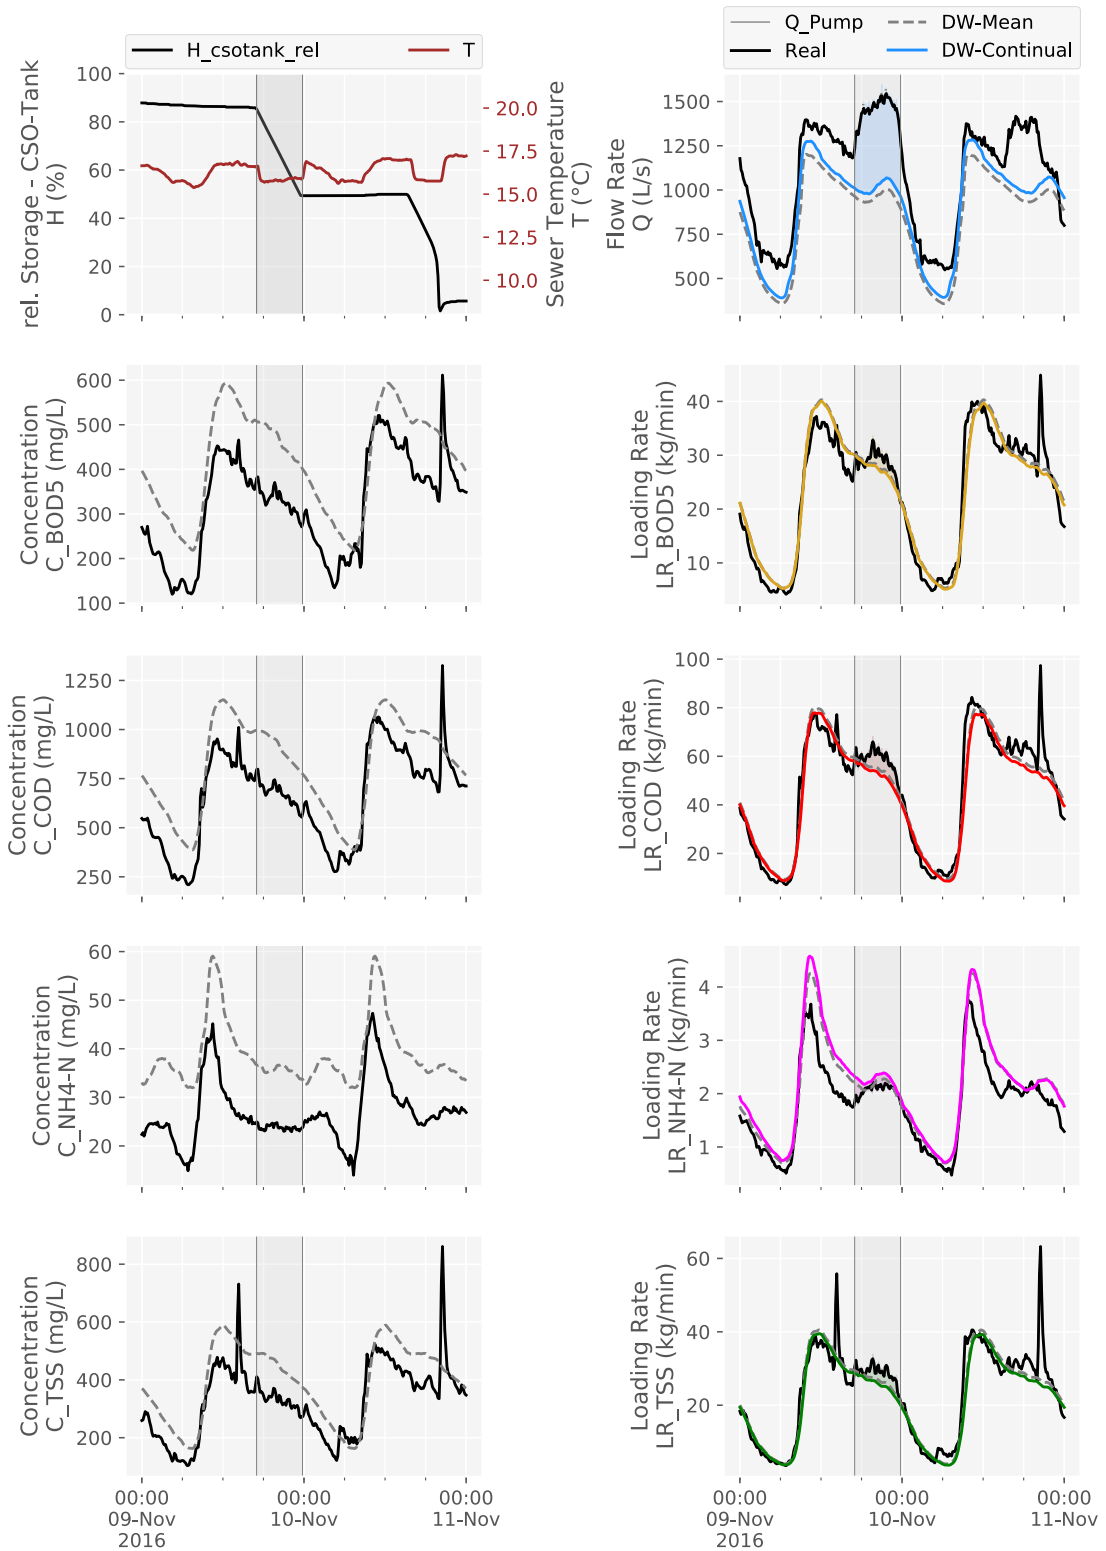 H_csotank_rel
T
Q_Pump
DW-Mean
Real
DW-Continual
rel. Storage - CSO-Tank
H (%)
100
80
60
40
20
0
20.0
17.5
15.0
12.5
10.0
Sewer Temperature
T (°C)
Flow Rate
Q (L/s)
1500
1250
1000
750
500
Concentration
C_BOD5 (mg/L)
600
500
400
300
200
100
Loading Rate
LR_BOD5 (kg/min)
40
30
20
10
Concentration
C_COD (mg/L)
1250
1000
750
500
250
Loading Rate
LR_COD (kg/min)
100
80
60
40
20
Concentration
C_NH4-N (mg/L)
60
50
40
30
20
Loading Rate
LR_NH4-N (kg/min)
4
3
2
1
Concentration
C_TSS (mg/L)
800
600
400
200
Loading Rate
LR_TSS (kg/min)
60
40
20
00:00
09-Nov
2016
00:00
10-Nov
00:00
11-Nov
00:00
09-Nov
2016
00:00
10-Nov
00:00
11-Nov